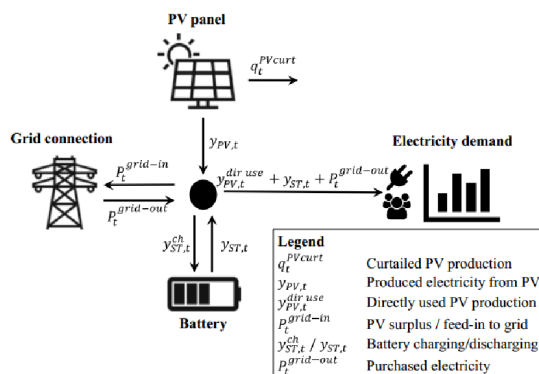 PV panel
q_t^{PVcurt}
Grid connection
Electricity demand
y_{PV,t}
P_t^{grid-in}
y_{PV,t}^{dir use} + y_{ST,t} + P_t^{grid-out}
P_t^{grid-out}
y_{ST,t}^{ch} y_{ST,t}
Battery
Legend
q_t^{PVcurt} Curtailed PV production
y_{PV,t} Produced electricity from PV
y_{PV,t}^{dir use} Directly used PV production
P_t^{grid-in} PV surplus / feed-in to grid
y_{ST,t}^{ch} / y_{ST,t} Battery charging/discharging
P_t^{grid-out} Purchased electricity